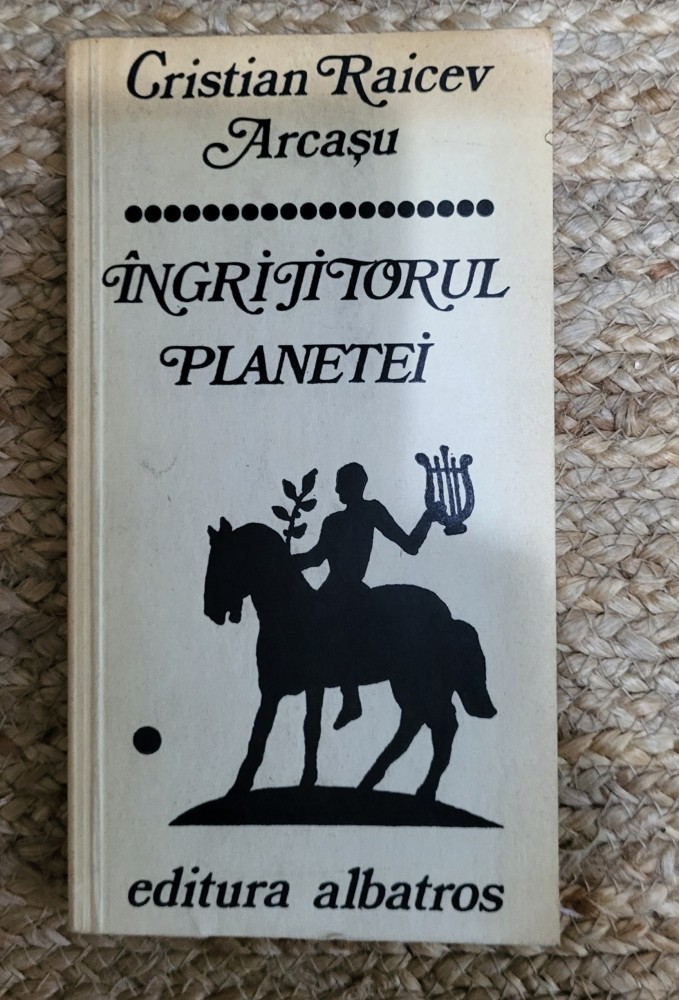 Cristian Raicev
Arcașu
ÎNGRIJITORUL
PLANETEI
editura albatros